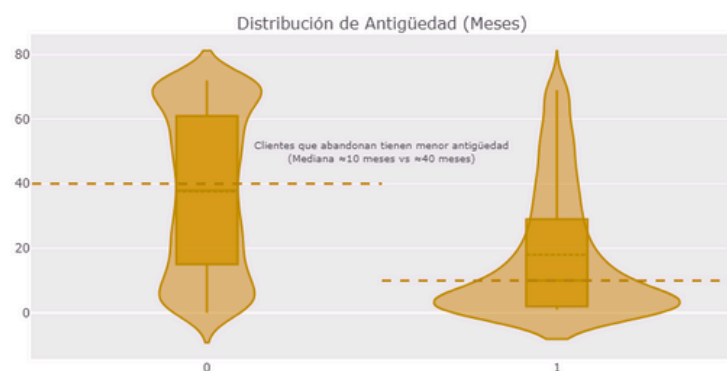 Distribución de Antigüedad (Meses)
80
60
40
20
0
Clientes que abandonan tienen menor antigüedad
(Mediana ≈10 meses vs ≈40 meses)
0
1